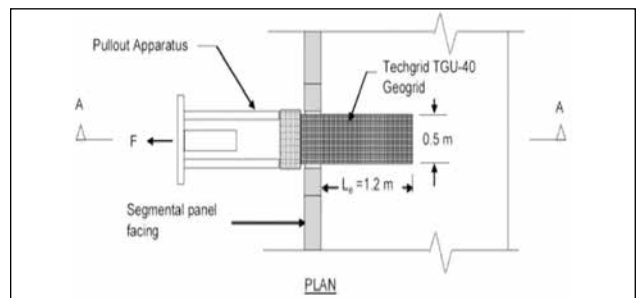 Pullout Apparatus
Techgrid TGU-40
Geogrid
A
A
F
0.5 m
Le =1.2 m
Segmental panel
facing
PLAN